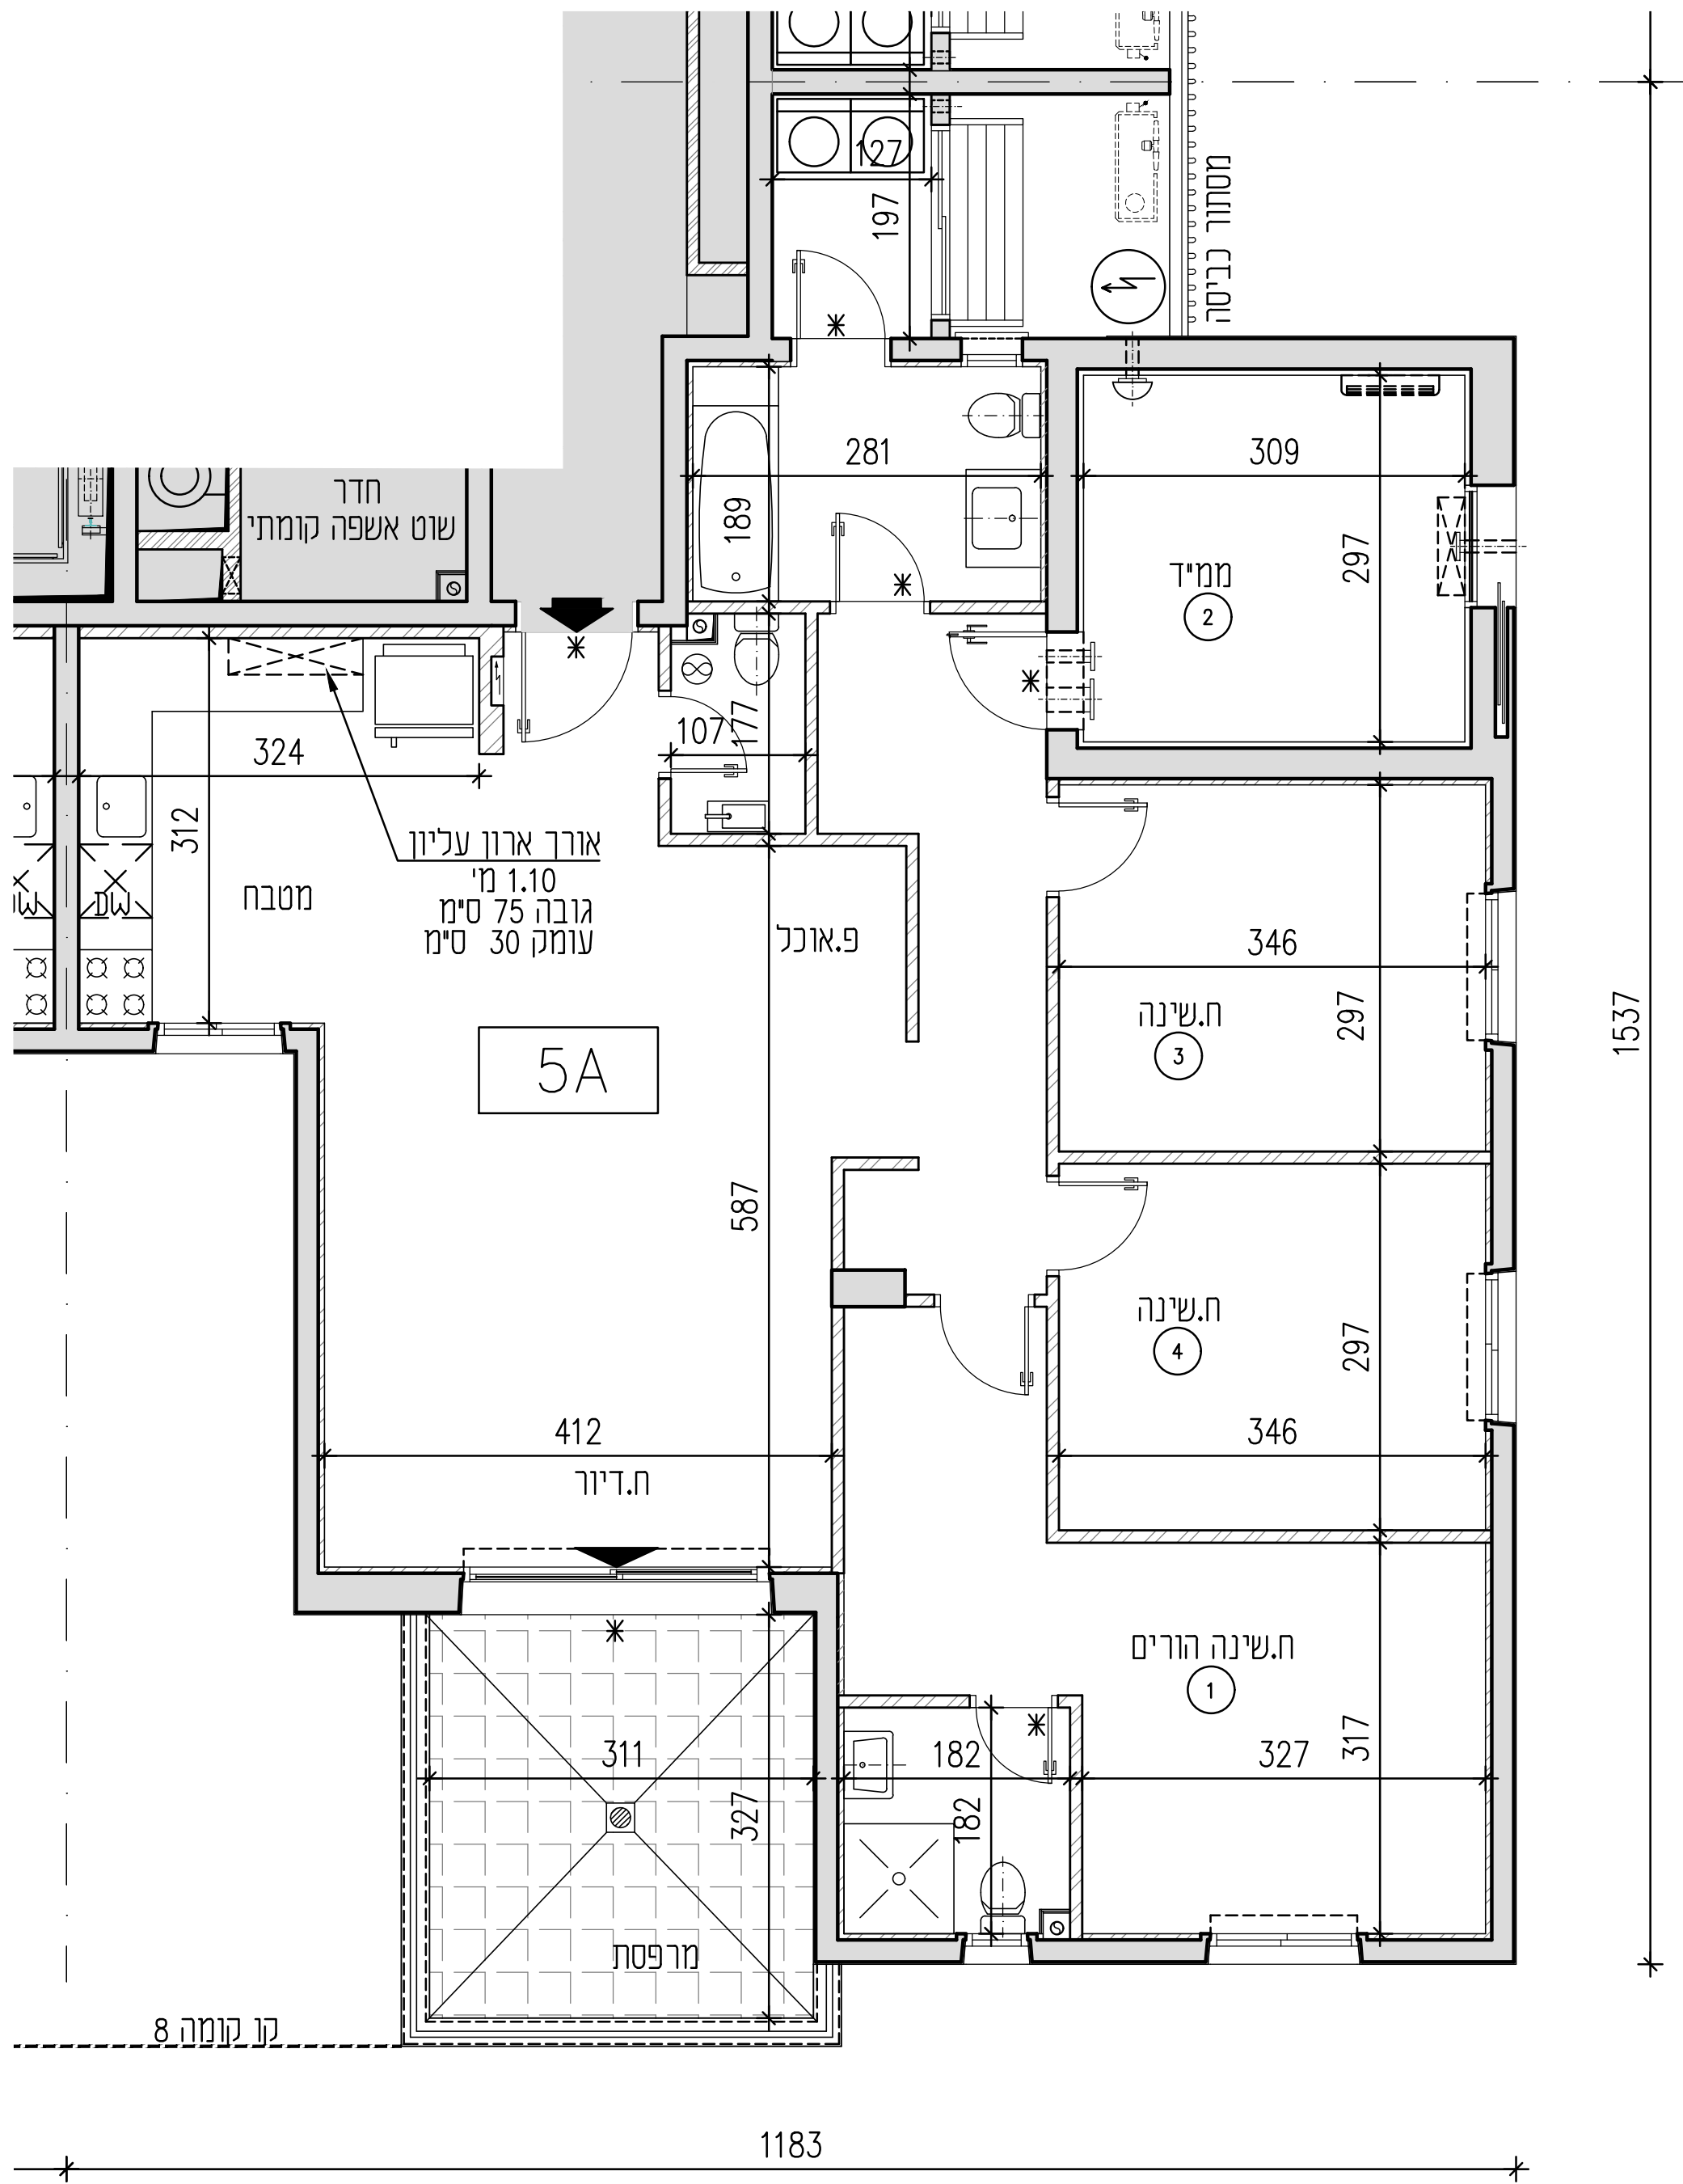 127
197
מסתור כביסה
281
189
309
297
ממ"ד
2
חדר
שוט אשפה קומתי
324
312
107
177
אורך ארון עליון
1.10 מי
גובה 75 ס"מ
עומק 30 ס"מ
מטבח
DW
DW
פ.אוכל
5A
346
297
ח.שינה
3
1537
587
ח.שינה
4
297
346
412
ח.דיור
ח.שינה הורים
1
311
327
182
182
327
317
מרפסת
קו קומה 8
1183